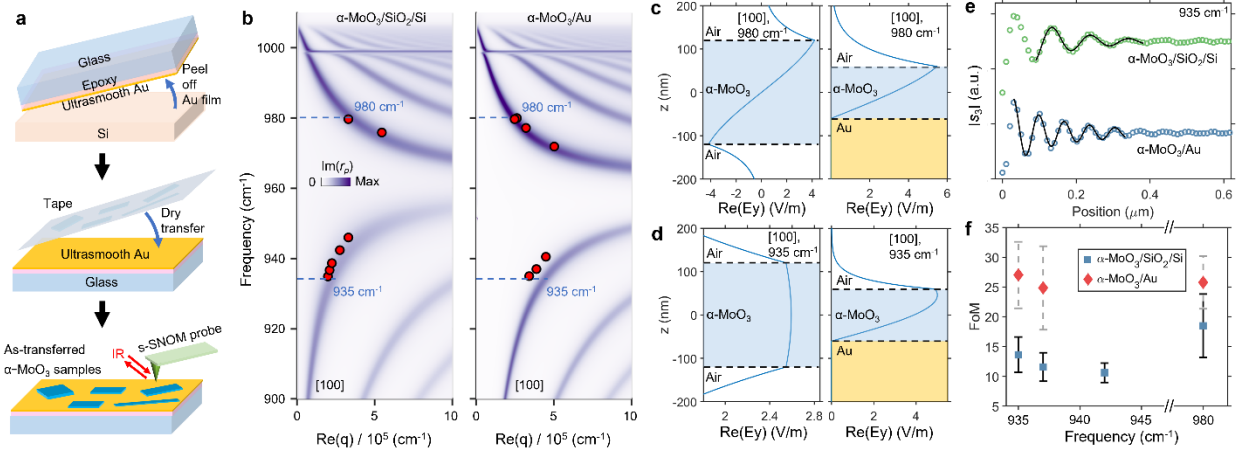 a
Glass
Epoxy
Ultrasmooth Au
Peel
off
Au film
Si
Tape
Dry
transfer
Ultrasmooth Au
Glass
As-transferred
α-MoO₃ samples
IR
s-SNOM probe
b
α-MoO₃/SiO₂/Si
α-MoO₃/Au
Frequency (cm⁻¹)
1000
980
960
940
920
900
980 cm⁻¹
Im(rₚ)
0
Max
935 cm⁻¹
[100]
980 cm⁻¹
935 cm⁻¹
[100]
0
5
10
0
5
10
Re(q) / 10⁵ (cm⁻¹)
Re(q) / 10⁵ (cm⁻¹)
c
z (nm)
200
100
0
-100
-200
Air
[100],
980 cm⁻¹
α-MoO₃
Air
-4
-2
0
2
4
Re(Ey) (V/m)
[100],
980 cm⁻¹
Air
α-MoO₃
Au
0
2
4
6
Re(Ey) (V/m)
d
z (nm)
200
100
0
-100
-200
[100],
935 cm⁻¹
Air
α-MoO₃
Air
2
2.4
2.8
Re(Ey) (V/m)
[100],
935 cm⁻¹
Air
α-MoO₃
Au
0
2
4
5
Re(Ey) (V/m)
e
935 cm⁻¹
|s₃| (a.u.)
α-MoO₃/SiO₂/Si
α-MoO₃/Au
0
0.2
0.4
0.6
Position (μm)
f
FoM
35
30
25
20
15
10
5
α-MoO₃/SiO₂/Si
α-MoO₃/Au
935
940
945
980
Frequency (cm⁻¹)